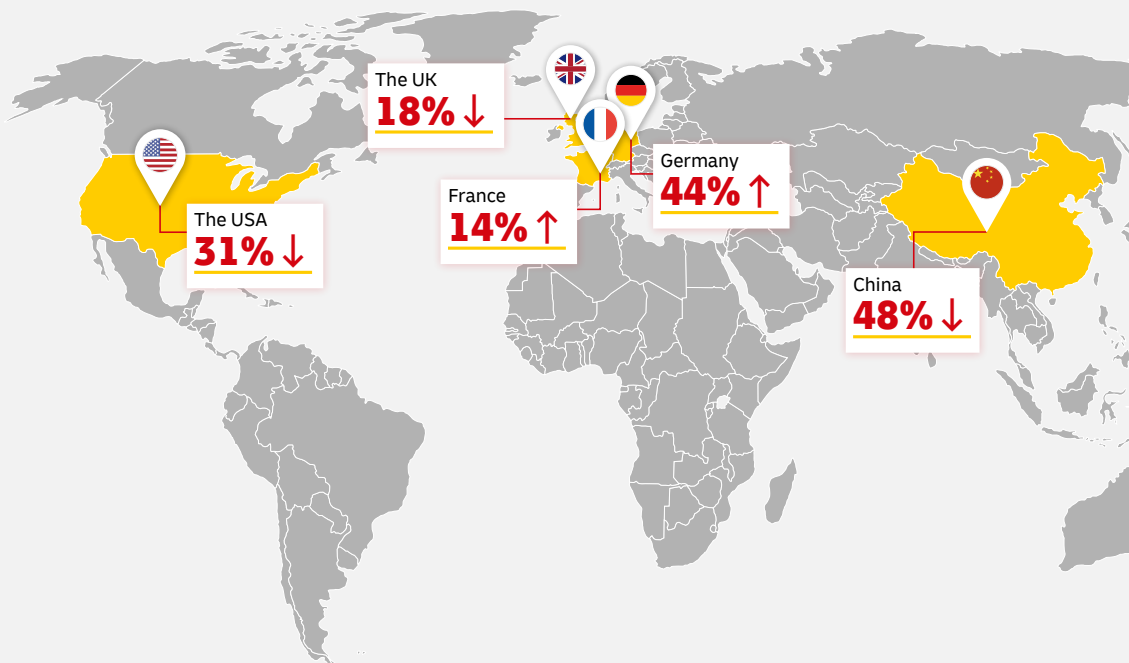 The UK
18% ↓
Germany
44% ↑
France
14% ↑
The USA
31% ↓
China
48% ↓